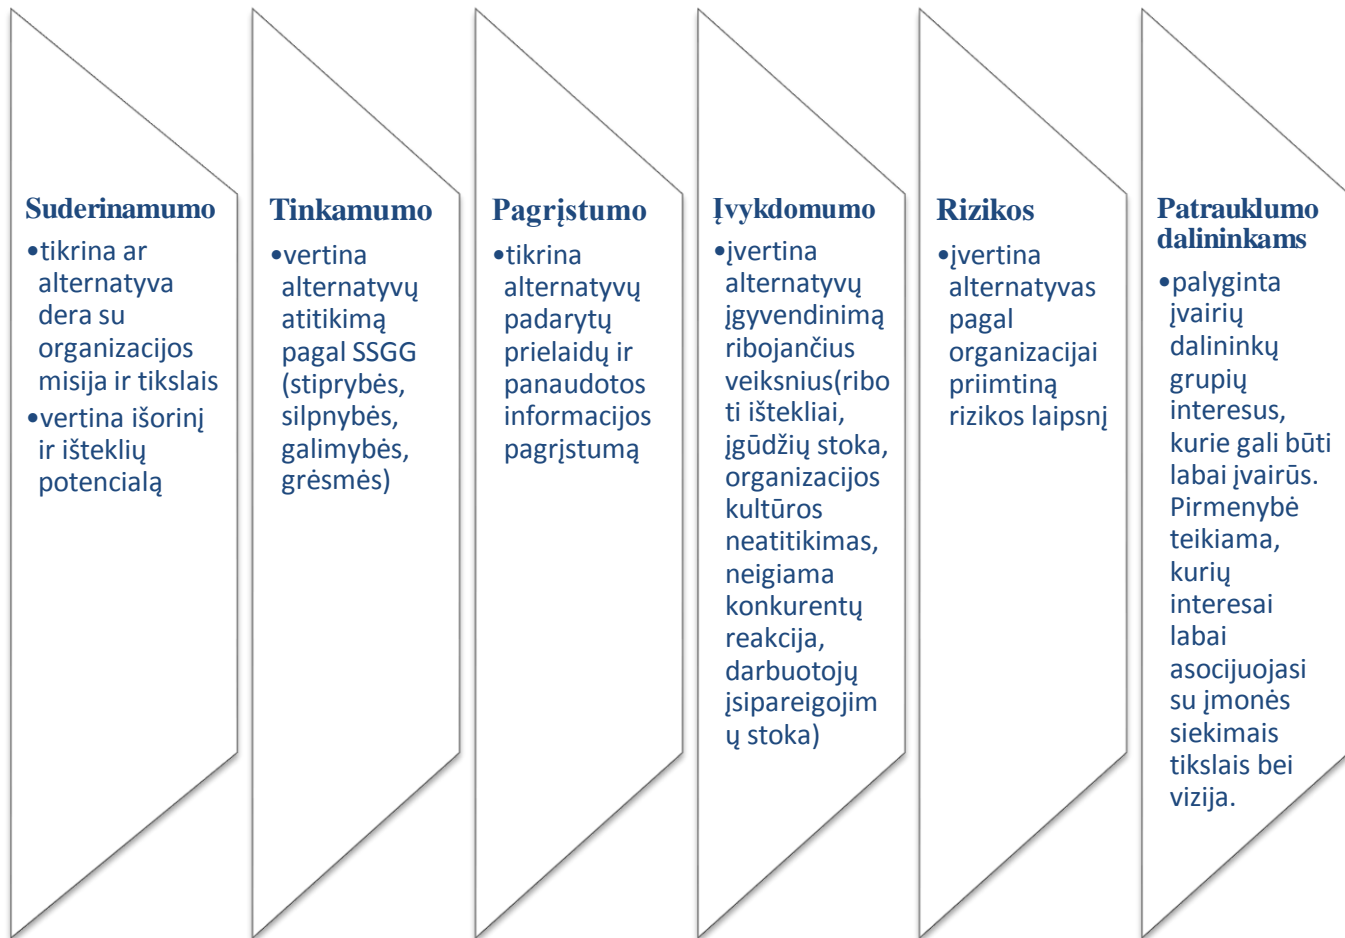 Suderinamumo
•tikrina ar
alternatyva
dera su
organizacijos
misija ir tikslais
•vertina išorinį
ir išteklių
potencialą
Tinkamumo
•vertina
alternatyvų
atitikimą
pagal SSGG
(stiprybės,
silpnybės,
galimybės,
grėsmės)
Pagrįstumo
•tikrina
alternatyvų
padarytų
prielaidų ir
panaudotos
informacijos
pagrįstumą
Įvykdomumo
•įvertina
alternatyvų
įgyvendinimą
ribojančius
veiksnius(ribo
ti ištekliai,
įgūdžių stoka,
organizacijos
kultūros
neatitikimas,
neigiama
konkurentų
reakcija,
darbuotojų
įsipareigojim
ų stoka)
Rizikos
•įvertina
alternatyvas
pagal
organizacijai
priimtiną
rizikos laipsnį
Patrauklumo
dalininkams
•palyginta
įvairių
dalininkų
grupių
interesus,
kurie gali būti
labai įvairūs.
Pirmenybė
teikiama,
kurių
interesai
labai
asocijuojasi
su įmonės
siekimais
tikslais bei
vizija.